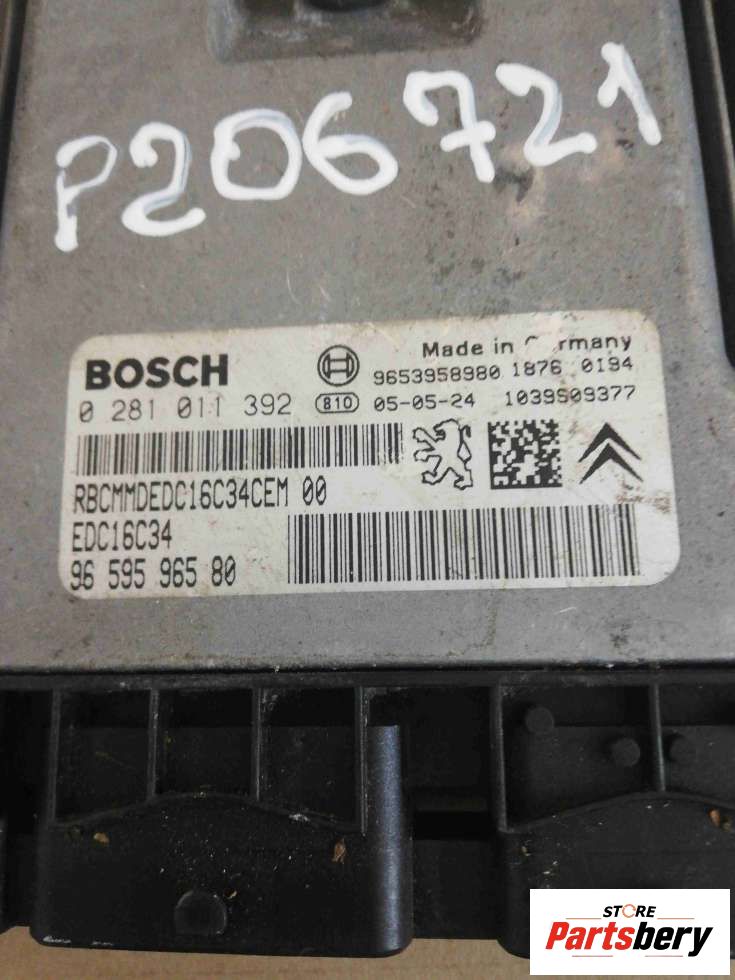 P206721
BOSCH
Made in Germany
9653958980 1876 0194
0 281 011 392 810 05-05-24 1039S09377
RBCMMDEDC16C34CEM 00
EDC16C34
96 595 965 80
STORE
Partsbery